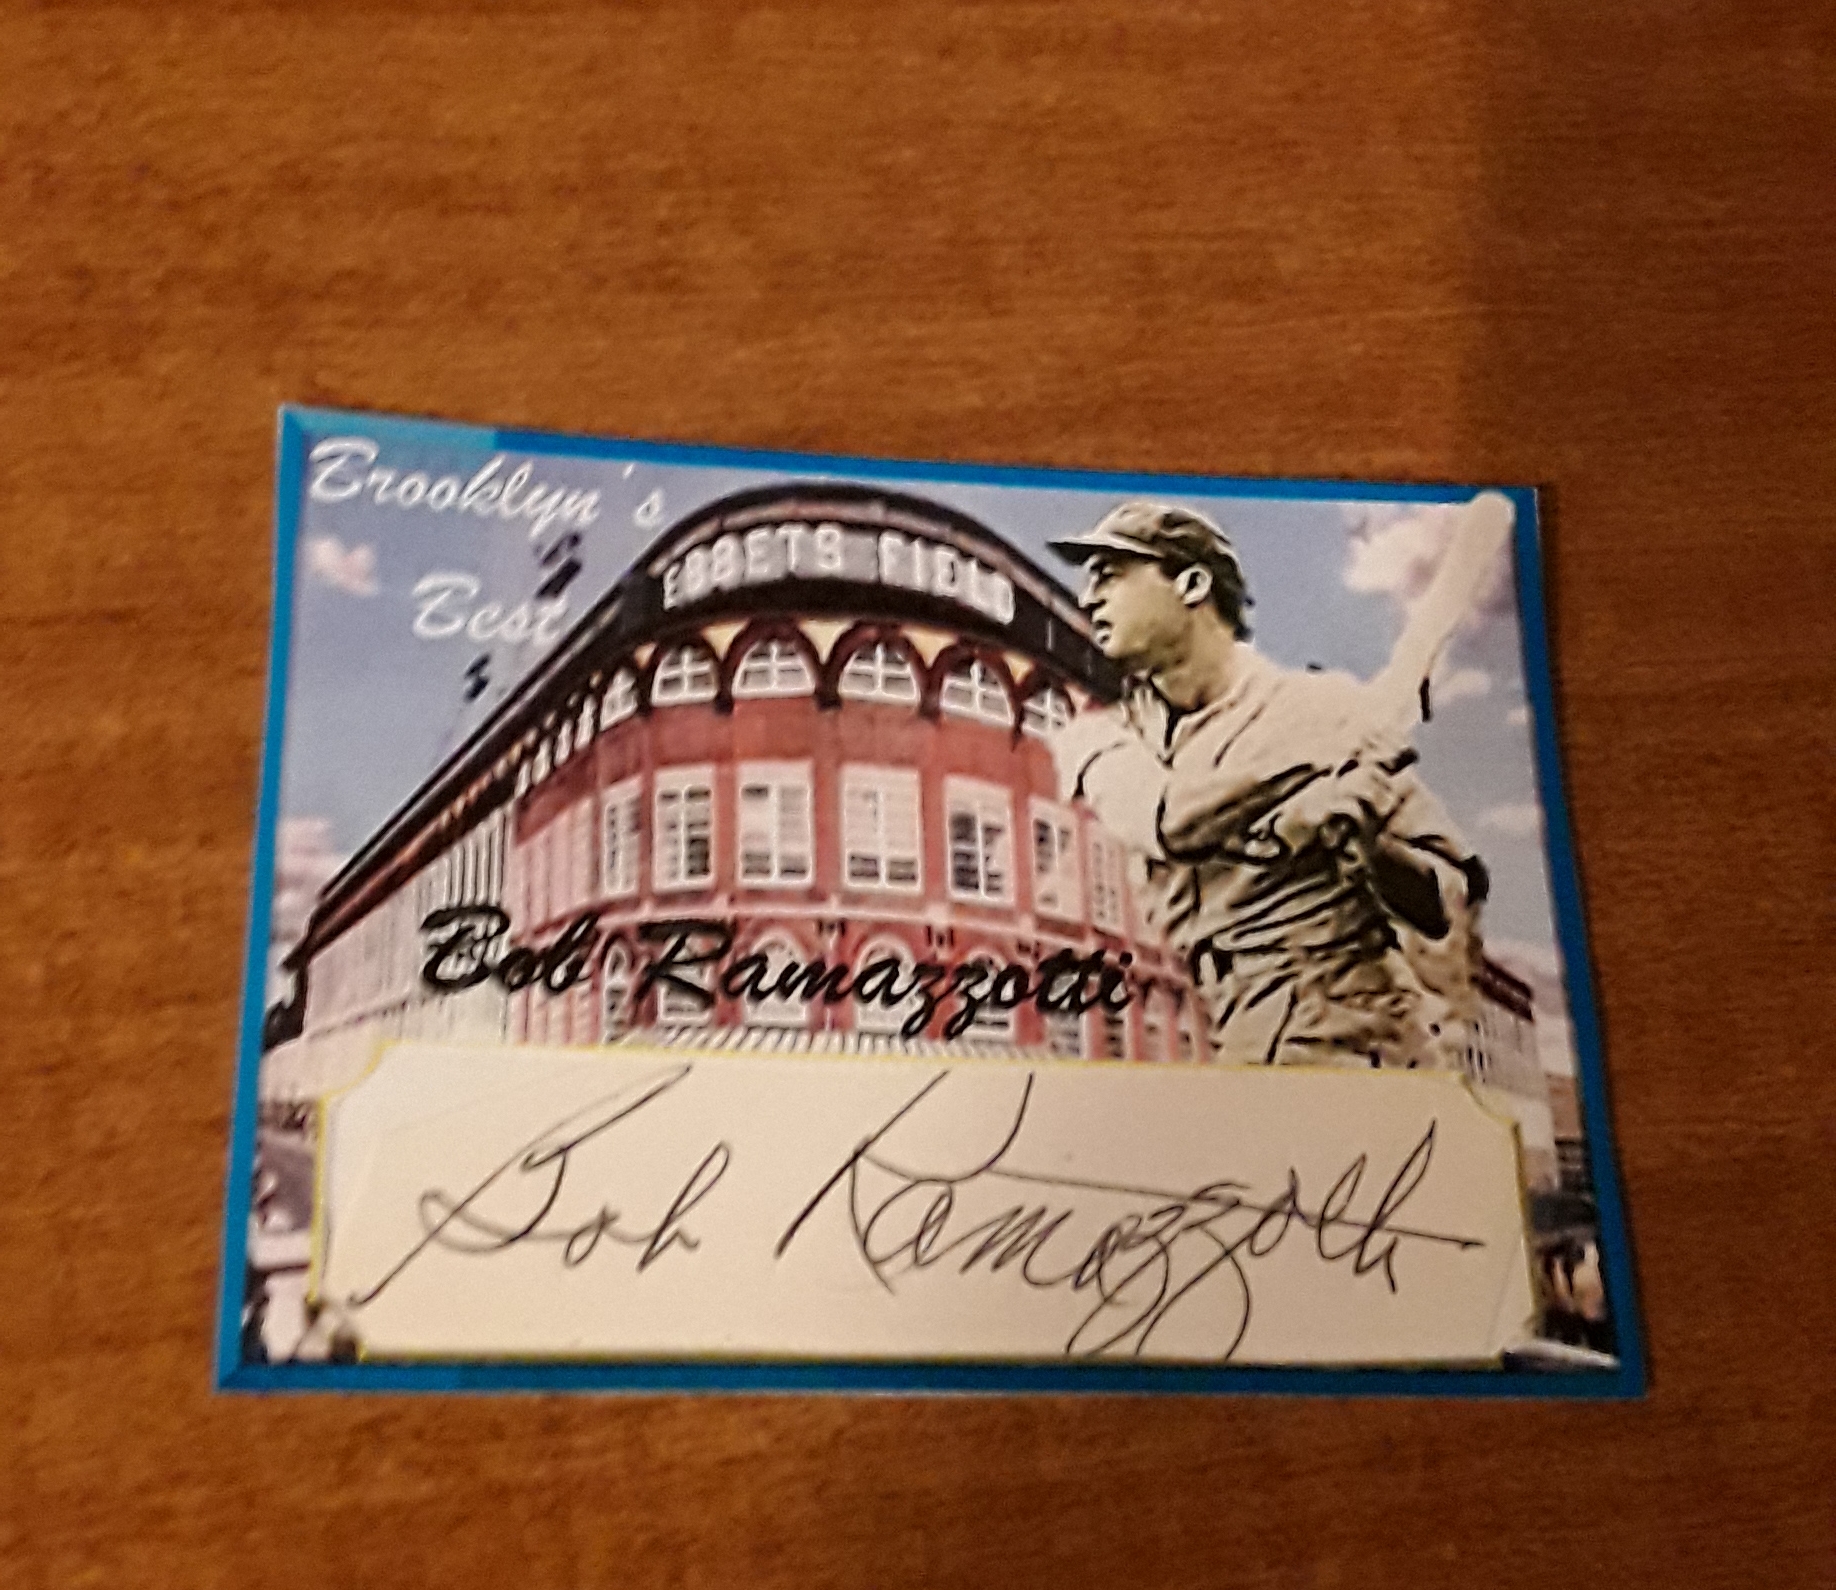 Brooklyn's
Best
EBBETS FIELD
Bob Ramazzotti
Bob Ramazzotti